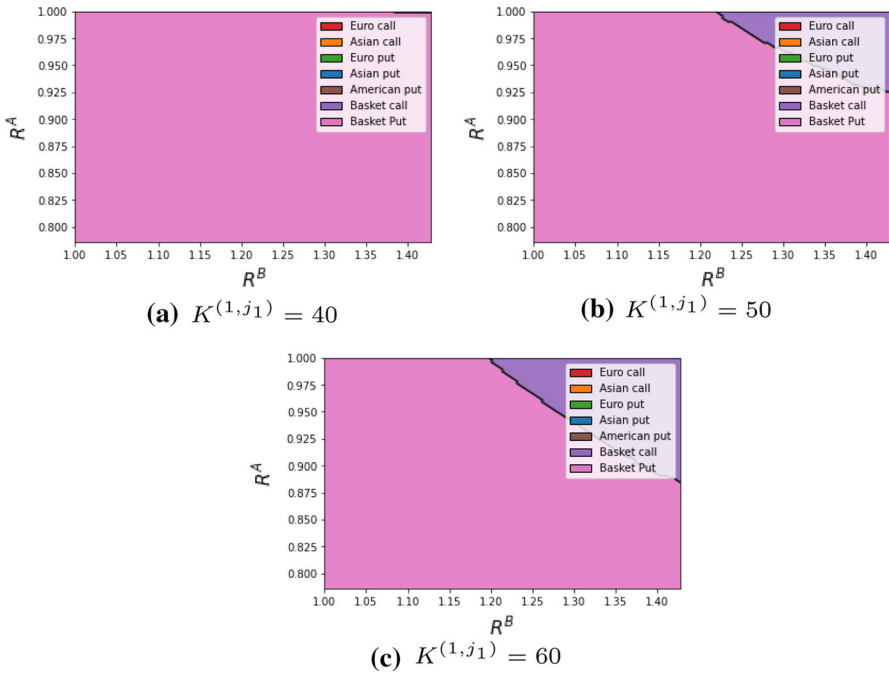 1.000
0.975
0.950
0.925
0.900
0.875
0.850
0.825
0.800
R^A
Euro call
Asian call
Euro put
Asian put
American put
Basket call
Basket Put
1.00 1.05 1.10 1.15 1.20 1.25 1.30 1.35 1.40
R^B
(a) K^(1,j₁) = 40
1.000
0.975
0.950
0.925
0.900
0.875
0.850
0.825
0.800
R^A
Euro call
Asian call
Euro put
Asian put
American put
Basket call
Basket Put
1.00 1.05 1.10 1.15 1.20 1.25 1.30 1.35 1.40
R^B
(b) K^(1,j₁) = 50
1.000
0.975
0.950
0.925
0.900
0.875
0.850
0.825
0.800
R^A
Euro call
Asian call
Euro put
Asian put
American put
Basket call
Basket Put
1.00 1.05 1.10 1.15 1.20 1.25 1.30 1.35 1.40
R^B
(c) K^(1,j₁) = 60